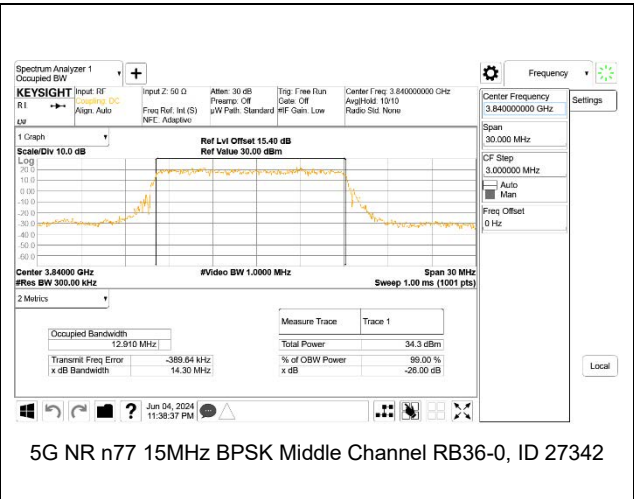 Spectrum Analyzer 1
Occupied BW
+
Frequency
KEYSIGHT
Input: RF
Coupling: DC
Align: Auto
Input Z: 50 Ω
Freq Ref: Int (S)
NFE: Adaptive
Atten: 30 dB
Preamp: Off
µW Path: Standard
Trig: Free Run
Gate: Off
#IF Gain: Low
Center Freq: 3.840000000 GHz
Avg|Hold: 10/10
Radio Std: None
Center Frequency
3.840000000 GHz
Settings
Span
30.000 MHz
CF Step
3.000000 MHz
Auto
Man
Freq Offset
0 Hz
1 Graph
Scale/Div 10.0 dB
Ref Lvl Offset 15.40 dB
Ref Value 30.00 dBm
Log
20.0
10.0
0.00
-10.0
-20.0
-30.0
-40.0
-50.0
-60.0
Center 3.84000 GHz
#Res BW 300.00 kHz
#Video BW 1.0000 MHz
Span 30 MHz
Sweep 1.00 ms (1001 pts)
2 Metrics
Occupied Bandwidth
12.910 MHz
Transmit Freq Error -389.64 kHz
x dB Bandwidth 14.30 MHz
Measure Trace Trace 1
Total Power 34.3 dBm
% of OBW Power 99.00 %
x dB -26.00 dB
Local
?
Jun 04, 2024
11:38:37 PM
5G NR n77 15MHz BPSK Middle Channel RB36-0, ID 27342